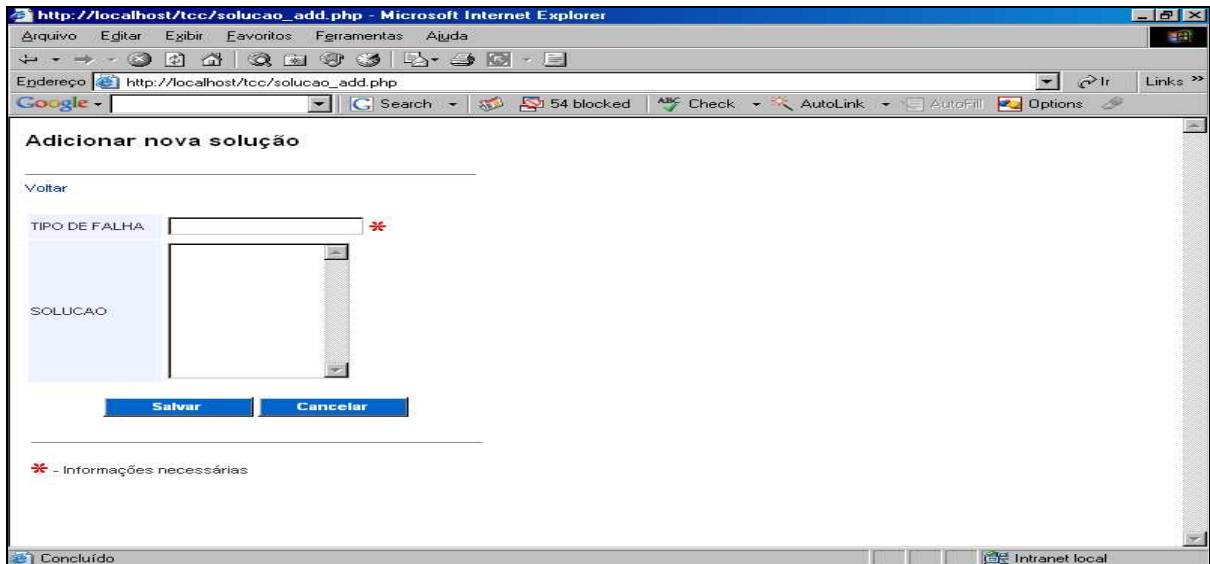 http://localhost/tcc/solucao_add.php - Microsoft Internet Explorer
Arquivo Editar Exibir Favoritos Ferramentas Ajuda
Endereço http://localhost/tcc/solucao_add.php Ir Links »
Google Search 54 blocked ABC Check AutoLink AutoFill Options
Adicionar nova solução
Voltar
TIPO DE FALHA *
SOLUCAO
Salvar Cancelar
* - Informações necessárias
Concluído Intranet local